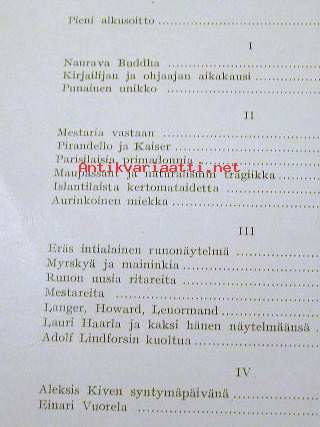 Pieni alkusoitto
I
Naurava Buddha
Kirjailijan ja ohjaajan aikakausi
Punainen unikko
II
Mestaria vastaan
Pirandello ja Kaiser
Parisilaisia primadonnia
Antikvariaatti.net
Maupassant ja naturalismin tragiikka
Islantilaista kertomataidetta
Aurinkoinen miekka
III
Eräs intialainen runonäytelmä
Myrskyä ja maininkia
Runon uusia ritareita
Mestareita
Langer, Howard, Lenormand
Lauri Haarla ja kaksi hänen näytelmäänsä
Adolf Lindforsin kuoltua
IV
Aleksis Kiven syntymäpäivänä
Einari Vuorela